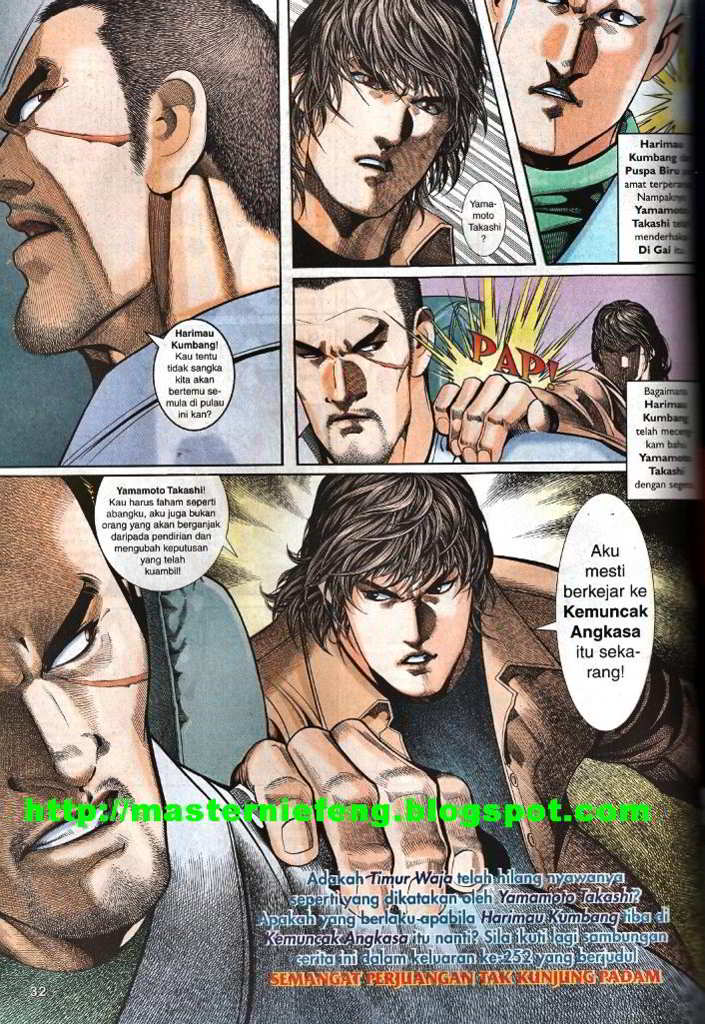 Harimau
Kumbang
Puspa Biru
amat terperan
Nampaknya
Yamamoto
Takashi
menderhaka
Di Gai itu
Yama-
moto
Takashi
?
Harimau
Kumbang!
Kau tentu
tidak sangka
kita akan
bertemu se-
mula di pulau
ini kan?
PAP!
Bagaimana
Harimau
Kumbang
telah
kam bahu
Yamamoto
Takashi
dengan
Yamamoto Takashi!
Kau harus faham seperti
abangku, aku juga bukan
orang yang akan berganjak
daripada pendirian dan
mengubah keputusan
yang telah
kuambil!
Aku
mesti
berkejar ke
Kemuncak
Angkasa
itu seka-
rang!
http://masterniefeng.blogspot.com
Adakah Timur Waja telah hilang nyawanya
seperti yang dikatakan oleh Yamamoto Takashi?
Apakah yang berlaku apabila Harimau Kumbang tiba di
Kemuncak Angkasa itu nanti? Sila ikuti lagi sambungan
cerita ini dalam keluaran ke-252 yang berjudul
SEMANGAT PERJUANGAN TAK KUNJUNG PADAM
32